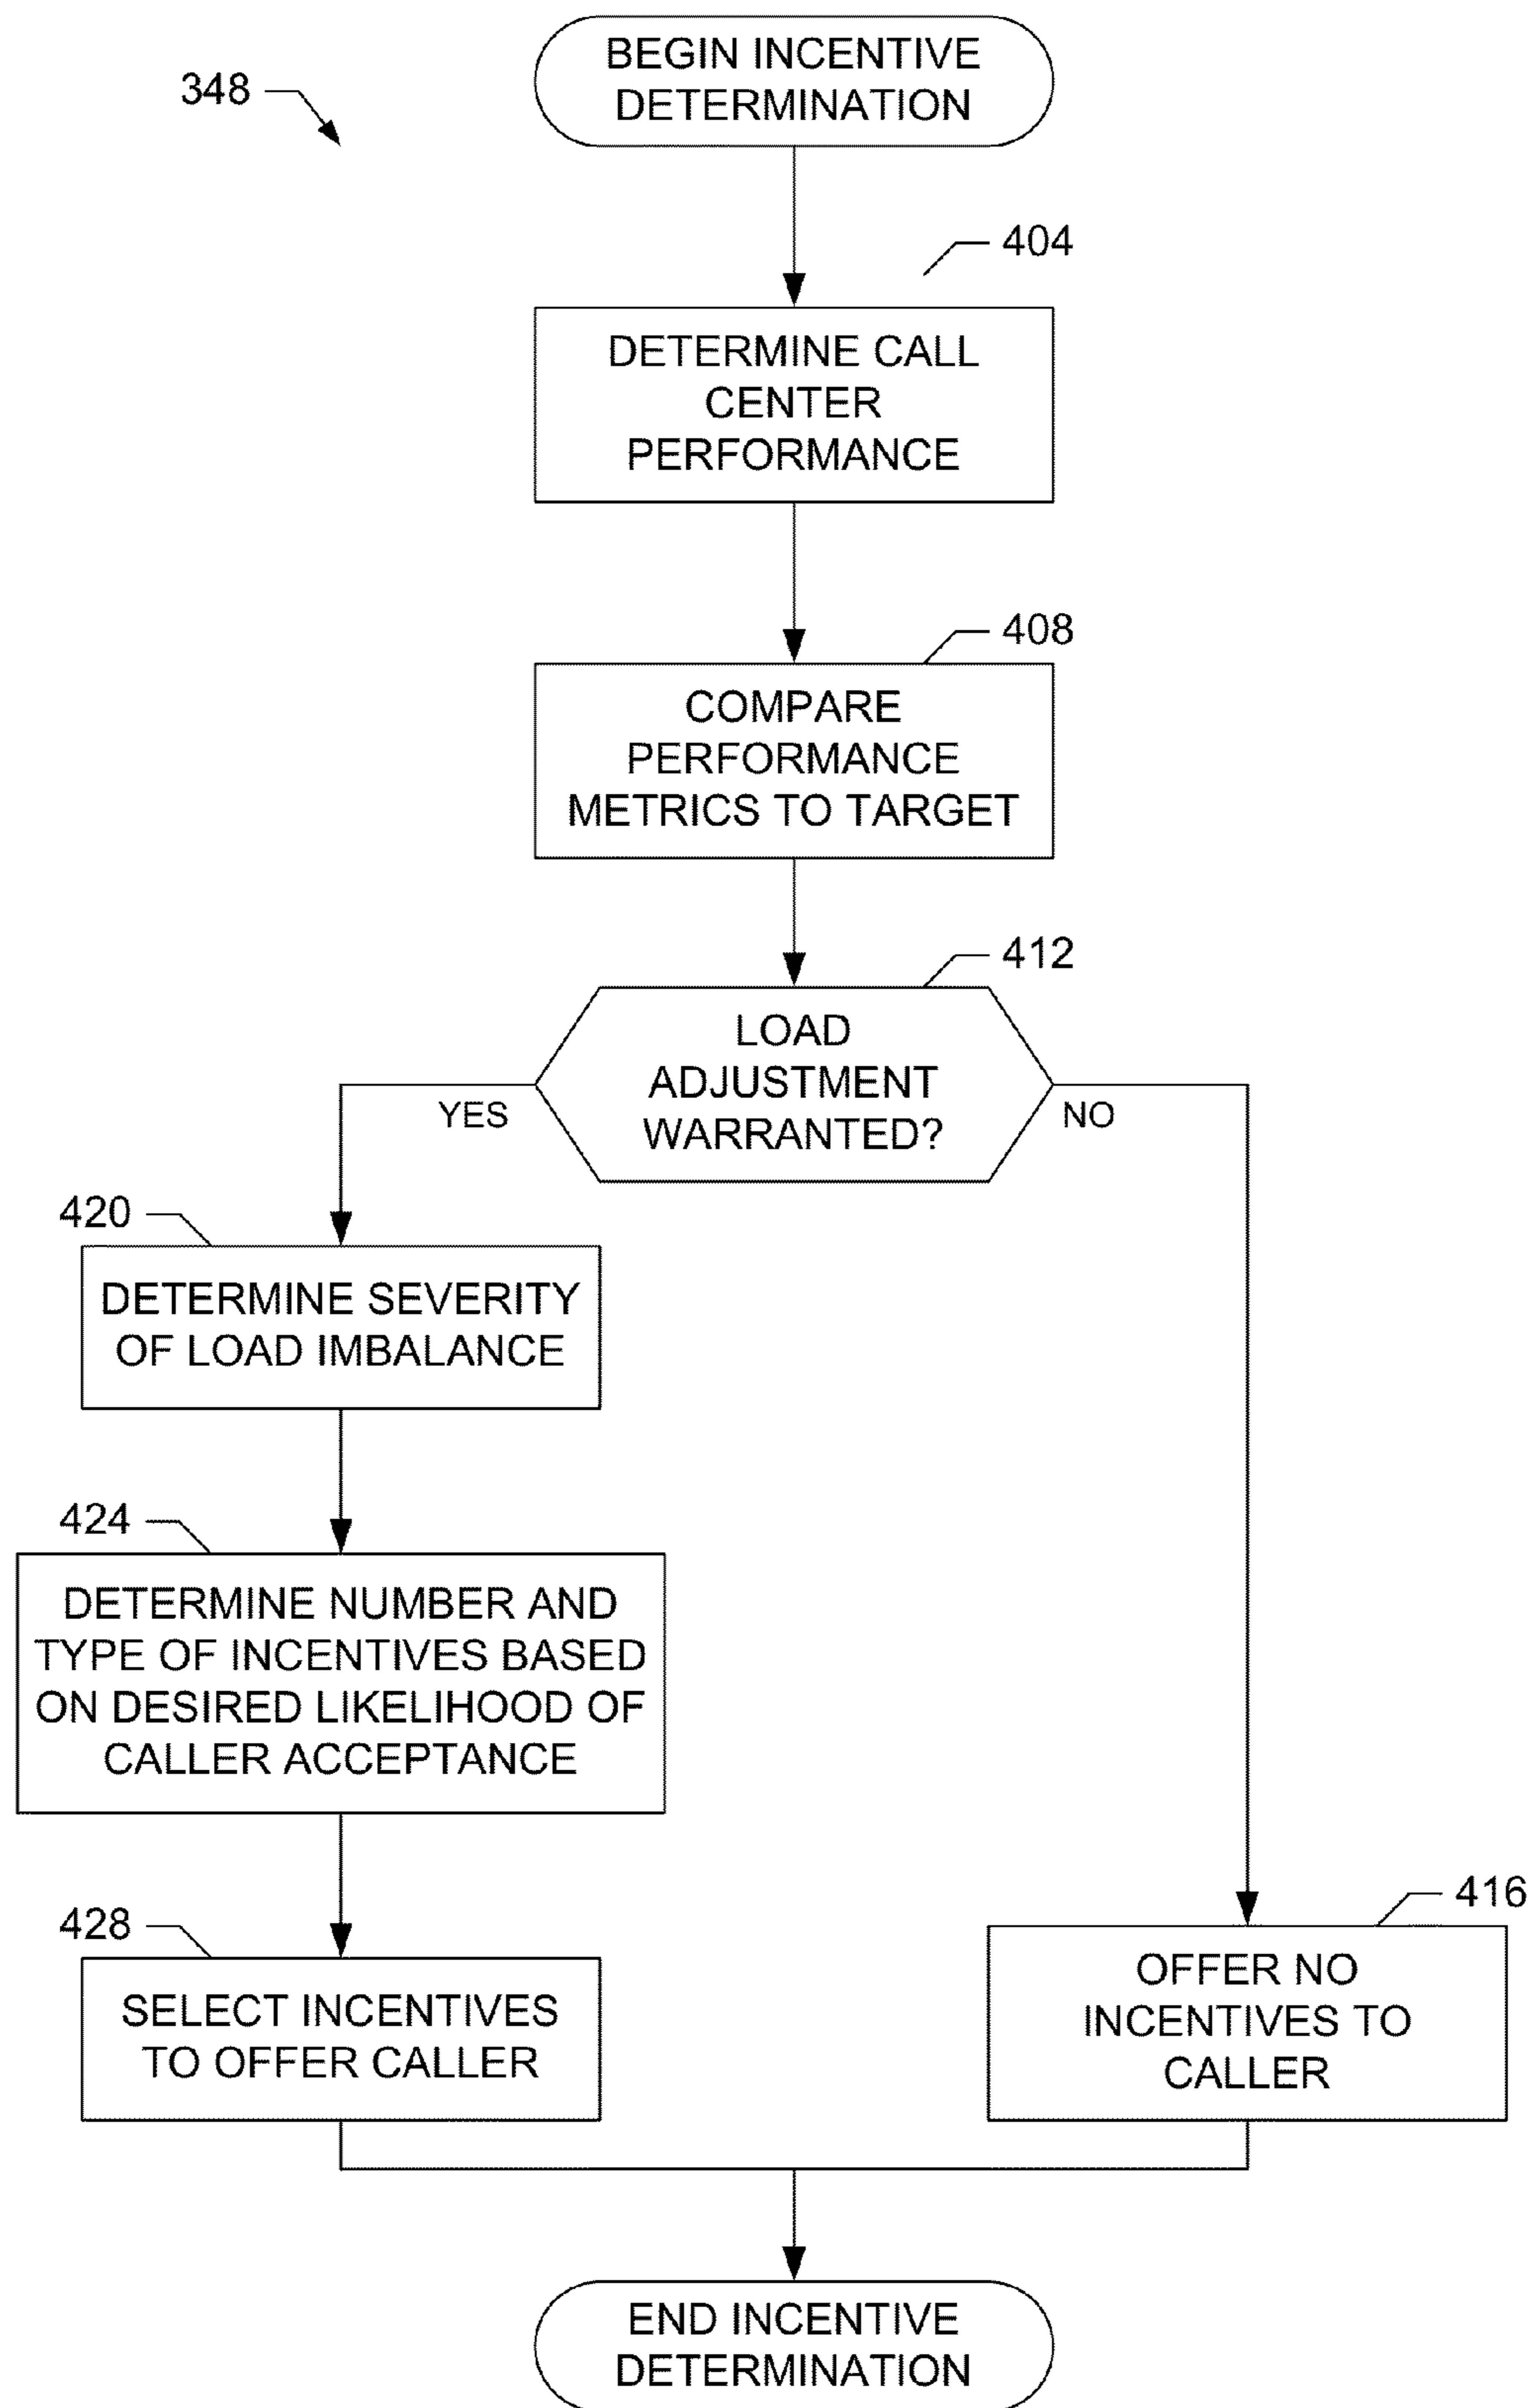 BEGIN INCENTIVE
DETERMINATION
348
404
DETERMINE CALL
CENTER
PERFORMANCE
408
COMPARE
PERFORMANCE
METRICS TO TARGET
412
LOAD
ADJUSTMENT
WARRANTED?
YES
NO
420
DETERMINE SEVERITY
OF LOAD IMBALANCE
424
DETERMINE NUMBER AND
TYPE OF INCENTIVES BASED
ON DESIRED LIKELIHOOD OF
CALLER ACCEPTANCE
428
SELECT INCENTIVES
TO OFFER CALLER
416
OFFER NO
INCENTIVES TO
CALLER
END INCENTIVE
DETERMINATION